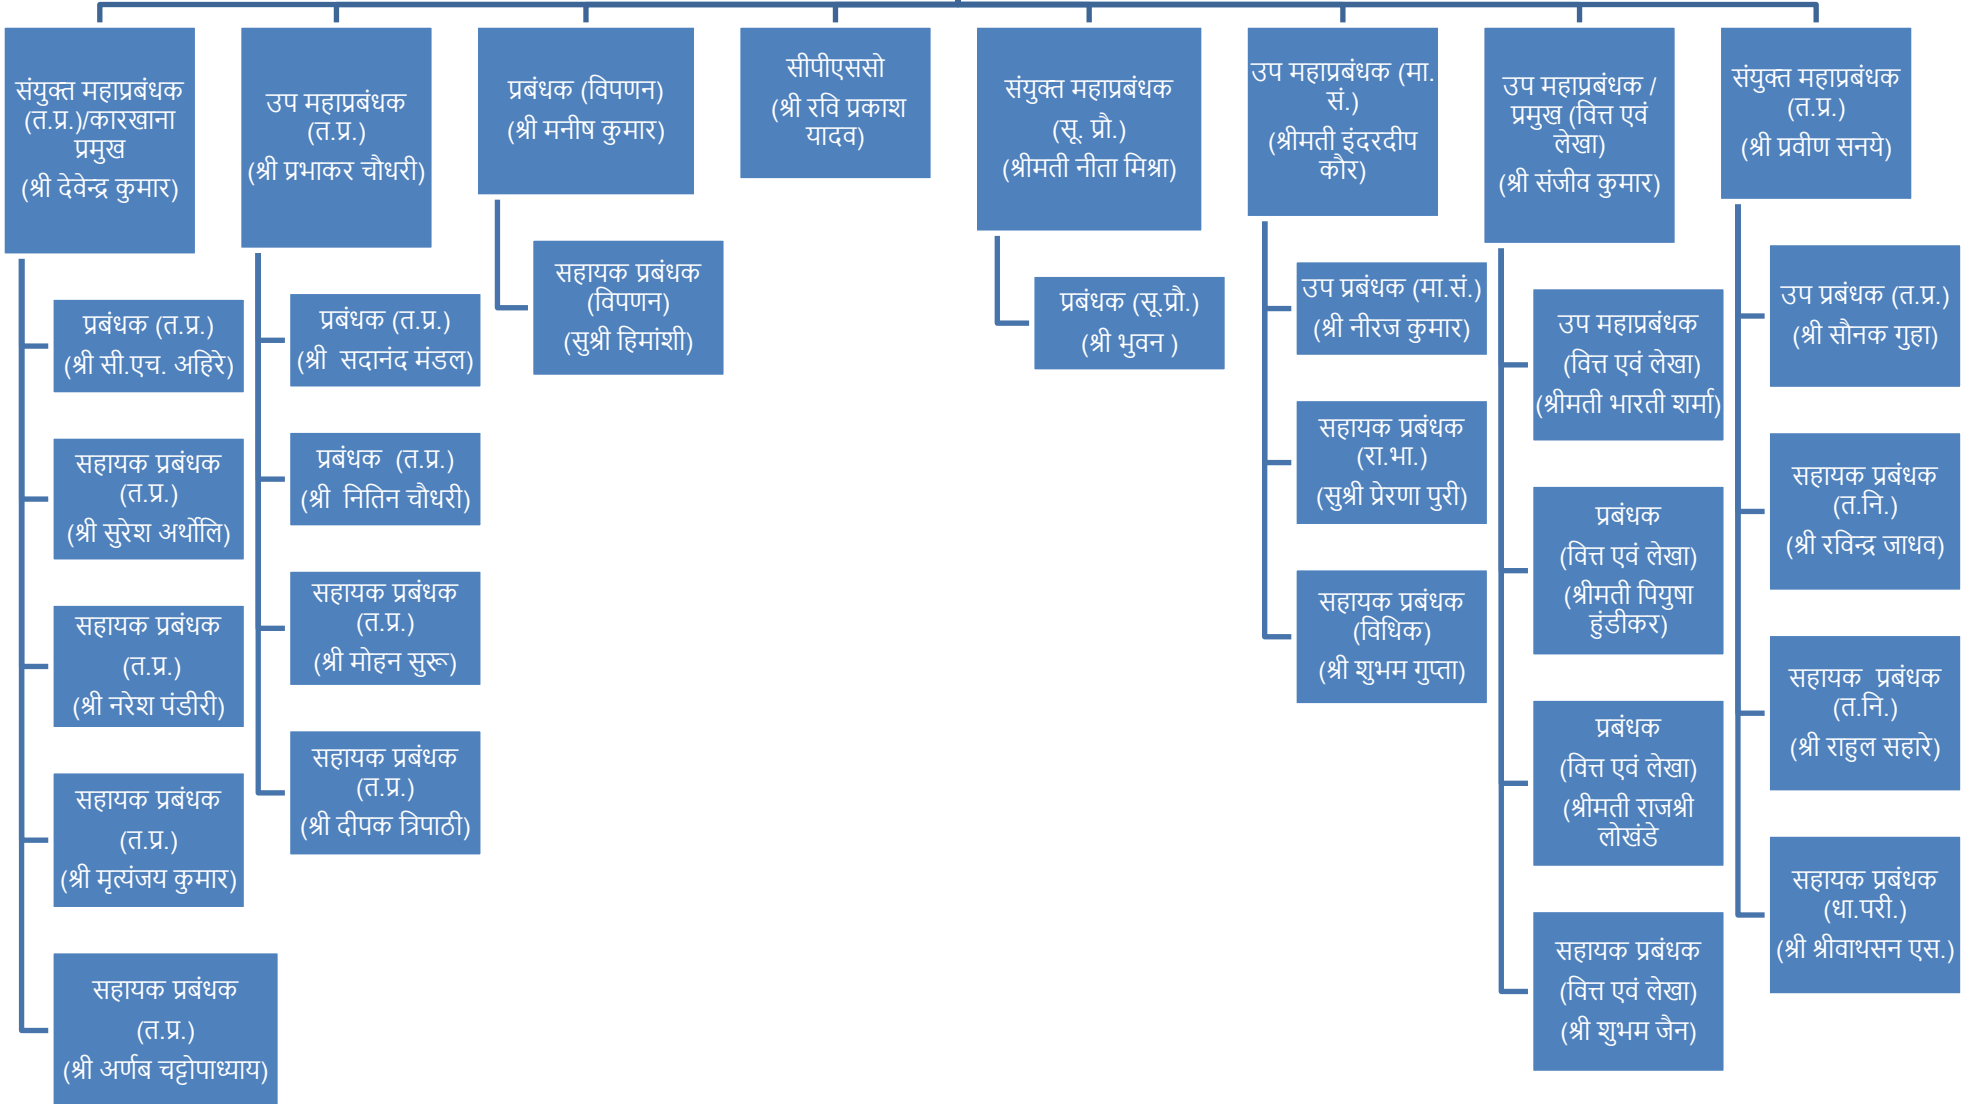 संयुक्त महाप्रबंधक
(त.प्र.)/कारखाना
प्रमुख
(श्री देवेन्द्र कुमार)
प्रबंधक (त.प्र.)
(श्री सी.एच. अहिरे)
सहायक प्रबंधक
(त.प्र.)
(श्री सुरेश अर्थोलि)
सहायक प्रबंधक
(त.प्र.)
(श्री नरेश पंडीरी)
सहायक प्रबंधक
(त.प्र.)
(श्री मृत्यंजय कुमार)
सहायक प्रबंधक
(त.प्र.)
(श्री अर्णब चट्टोपाध्याय)
उप महाप्रबंधक
(त.प्र.)
(श्री प्रभाकर चौधरी)
प्रबंधक (त.प्र.)
(श्री  सदानंद मंडल)
प्रबंधक  (त.प्र.)
(श्री  नितिन चौधरी)
सहायक प्रबंधक
(त.प्र.)
(श्री मोहन सुरू)
सहायक प्रबंधक
(त.प्र.)
(श्री दीपक त्रिपाठी)
प्रबंधक (विपणन)
(श्री मनीष कुमार)
सहायक प्रबंधक
(विपणन)
(सुश्री हिमांशी)
सीपीएससो
(श्री रवि प्रकाश
यादव)
संयुक्त महाप्रबंधक
(सू. प्रौ.)
(श्रीमती नीता मिश्रा)
प्रबंधक (सू.प्रौ.)
(श्री भुवन )
उप महाप्रबंधक (मा.
सं.)
(श्रीमती इंदरदीप
कौर)
उप प्रबंधक (मा.सं.)
(श्री नीरज कुमार)
सहायक प्रबंधक
(रा.भा.)
(सुश्री प्रेरणा पुरी)
सहायक प्रबंधक
(विधिक)
(श्री शुभम गुप्ता)
उप महाप्रबंधक /
प्रमुख (वित्त एवं
लेखा)
(श्री संजीव कुमार)
उप महाप्रबंधक
(वित्त एवं लेखा)
(श्रीमती भारती शर्मा)
प्रबंधक
(वित्त एवं लेखा)
(श्रीमती पियुषा
हुंडीकर)
प्रबंधक
(वित्त एवं लेखा)
(श्रीमती राजश्री
लोखंडे
सहायक प्रबंधक
(वित्त एवं लेखा)
(श्री शुभम जैन)
संयुक्त महाप्रबंधक
(त.प्र.)
(श्री प्रवीण सनये)
उप प्रबंधक (त.प्र.)
(श्री सौनक गुहा)
सहायक प्रबंधक
(त.नि.)
(श्री रविन्द्र जाधव)
सहायक  प्रबंधक
(त.नि.)
(श्री राहुल सहारे)
सहायक प्रबंधक
(धा.परी.)
(श्री श्रीवाथसन एस.)